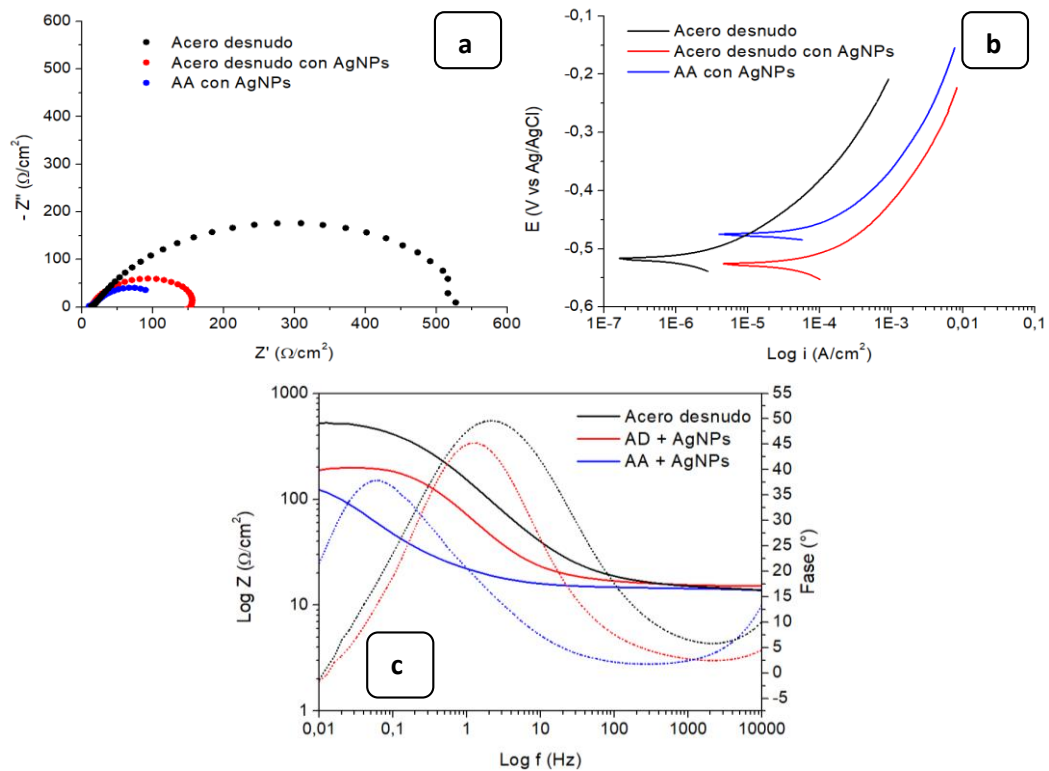 a
Acero desnudo
Acero desnudo con AgNPs
AA con AgNPs
600
500
400
300
200
100
0
- Z" (Ω/cm²)
0 100 200 300 400 500 600
Z' (Ω/cm²)
b
Acero desnudo
Acero desnudo con AgNPs
AA con AgNPs
-0,1
-0,2
-0,3
-0,4
-0,5
-0,6
E (V vs Ag/AgCl)
1E-7 1E-6 1E-5 1E-4 1E-3 0,01 0,1
Log i (A/cm²)
c
Acero desnudo
AD + AgNPs
AA + AgNPs
1000
100
10
1
Log Z (Ω/cm²)
55
50
45
40
35
30
25
20
15
10
5
0
-5
Fase (°)
0,01 0,1 1 10 100 1000 10000
Log f (Hz)